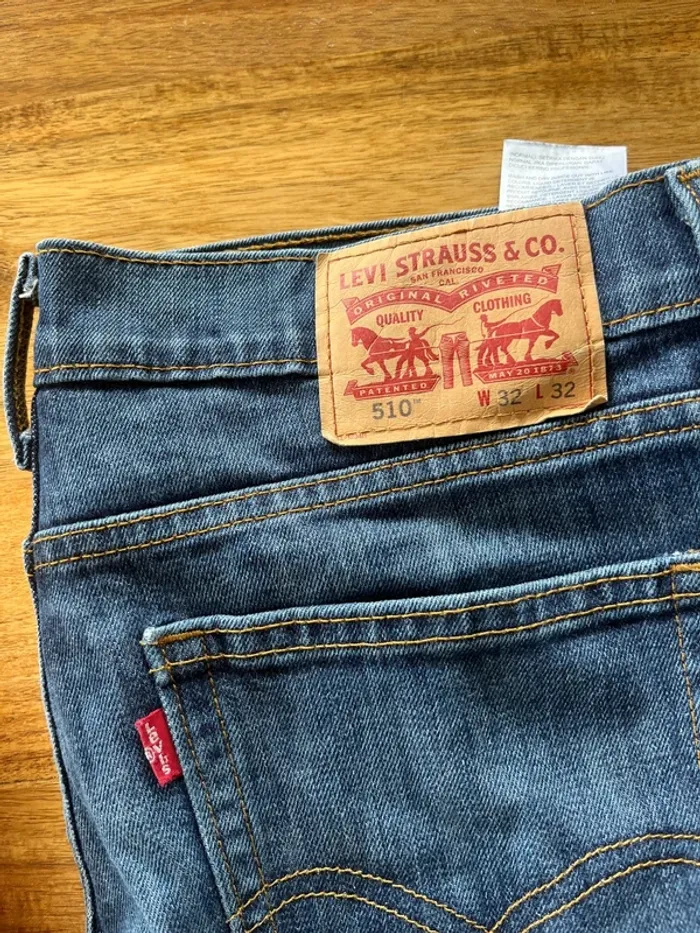 LEVI STRAUSS & CO.
SAN FRANCISCO
CAL.
ORIGINAL RIVETED
QUALITY CLOTHING
PATENTED MAY 20 1873
510™ W 32 L 32
LEVI'S
®